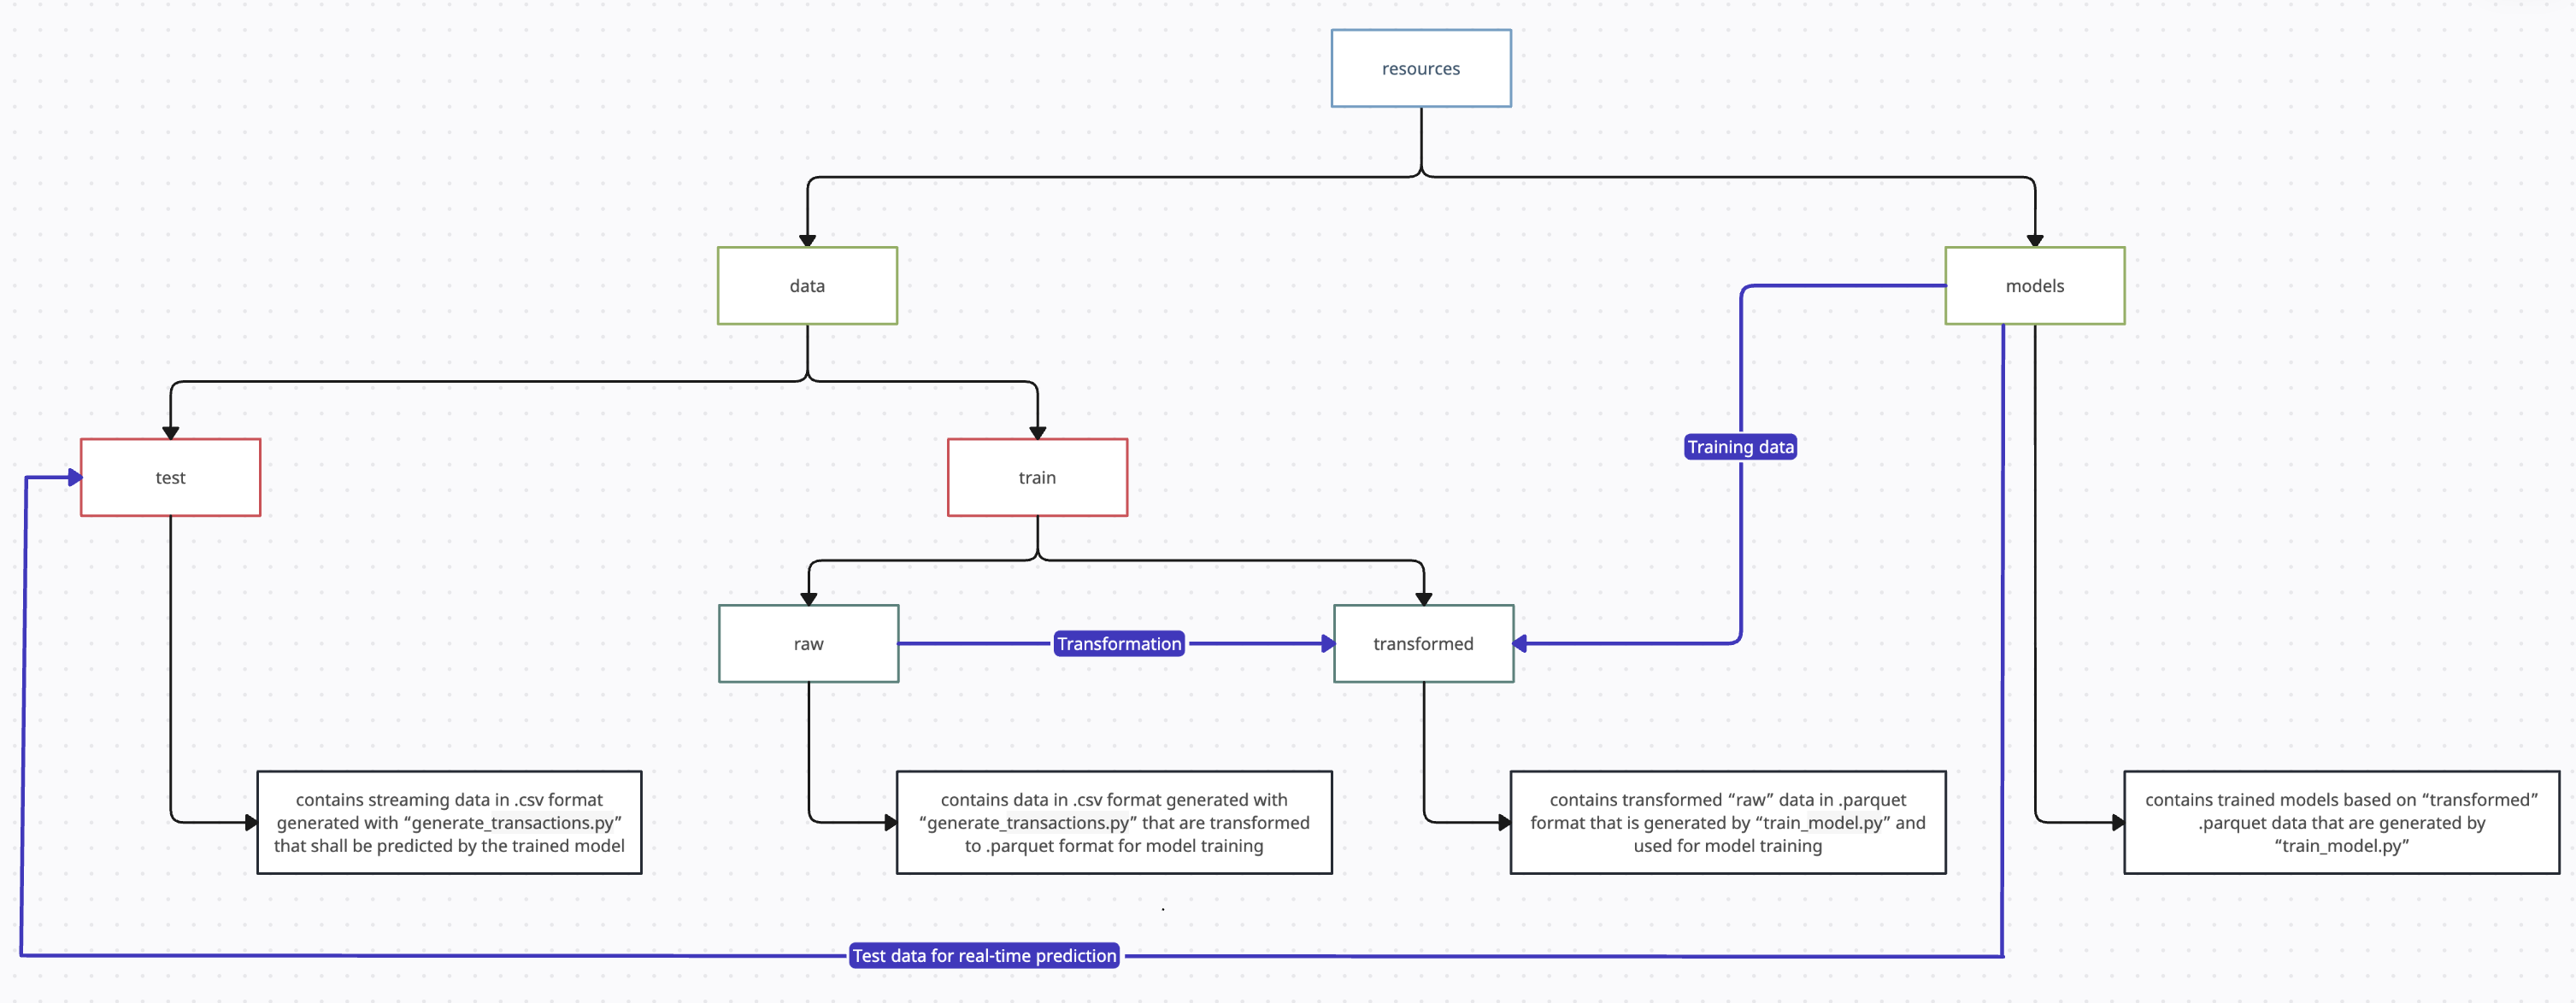 resources
data
models
Training data
test
train
raw
Transformation
transformed
contains streaming data in .csv format
generated with “generate_transactions.py”
that shall be predicted by the trained model
contains data in .csv format generated with
“generate_transactions.py” that are transformed
to .parquet format for model training
contains transformed “raw” data in .parquet
format that is generated by “train_model.py” and
used for model training
contains trained models based on “transformed”
.parquet data that are generated by
“train_model.py”
.
Test data for real-time prediction